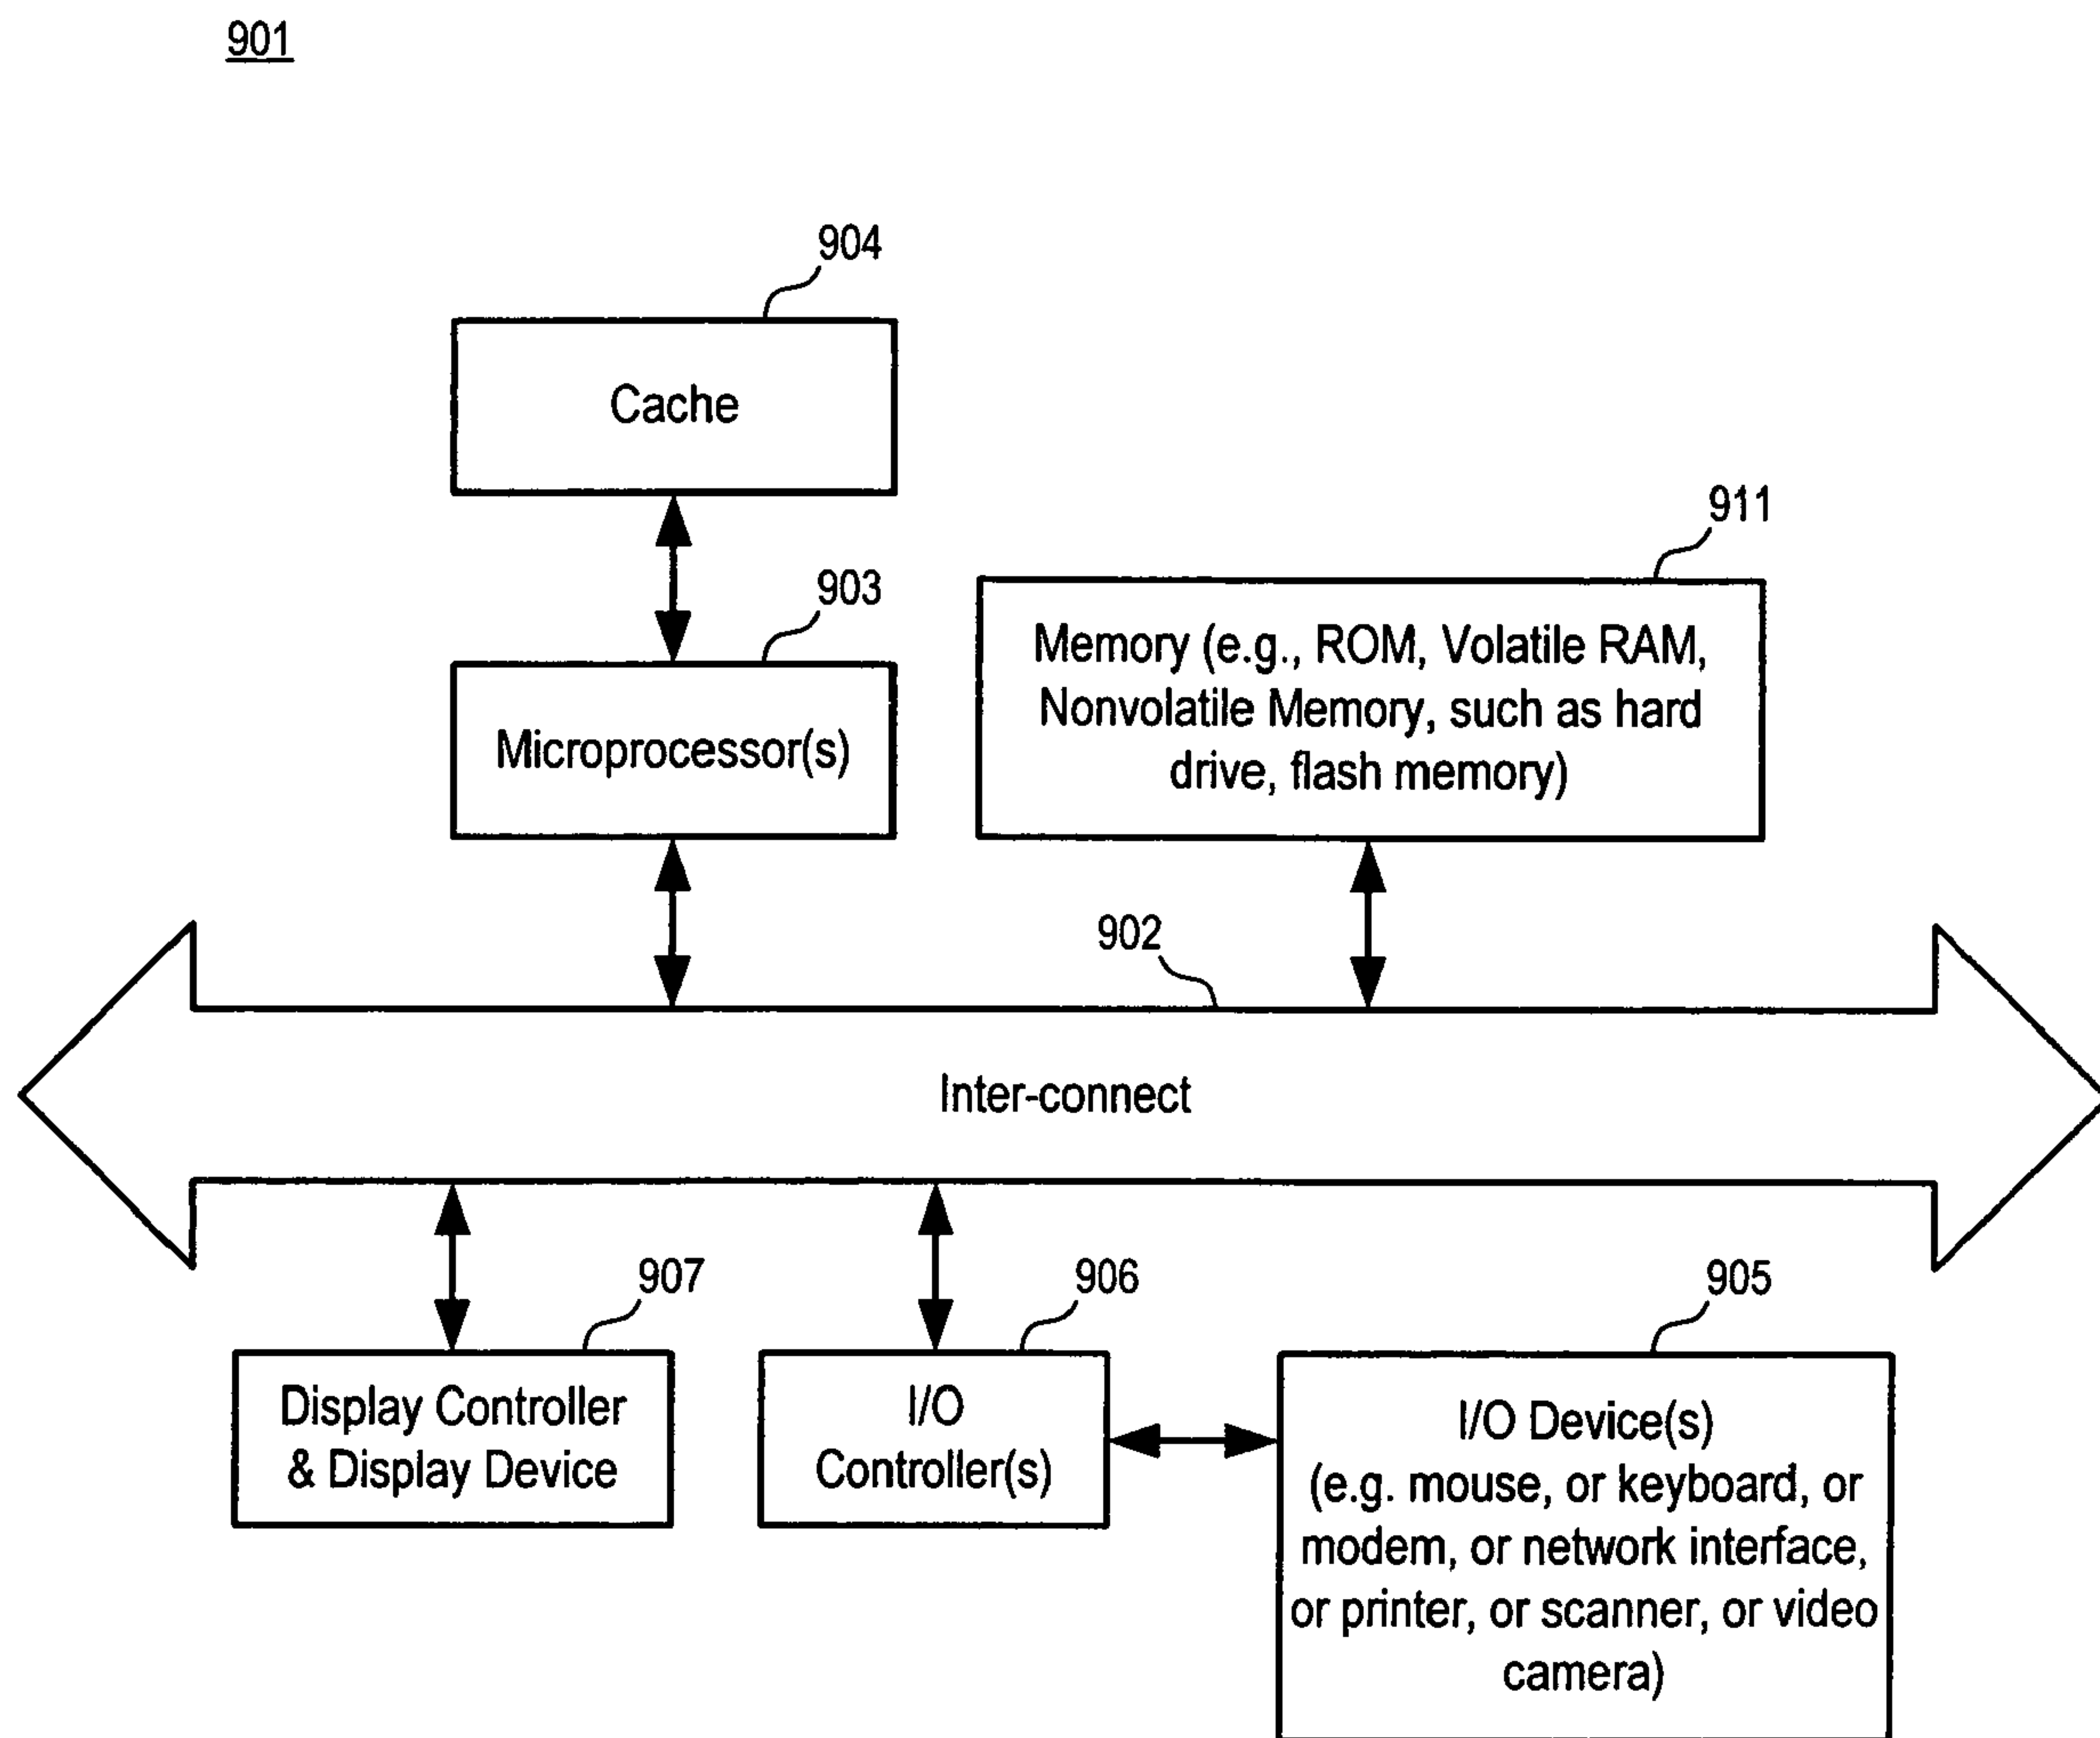 901
904
Cache
911
903
Memory (e.g., ROM, Volatile RAM,
Nonvolatile Memory, such as hard
drive, flash memory)
Microprocessor(s)
902
Inter-connect
907
906
905
Display Controller
& Display Device
I/O
Controller(s)
I/O Device(s)
(e.g. mouse, or keyboard, or
modem, or network interface,
or printer, or scanner, or video
camera)